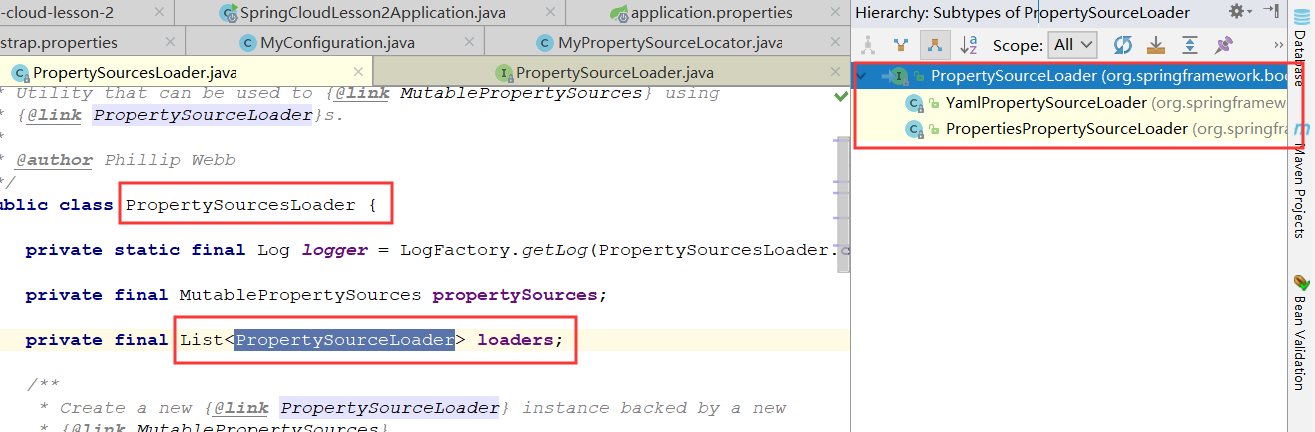 -cloud-lesson-2 SpringCloudLesson2Application.java application.properties
strap.properties MyConfiguration.java MyPropertySourceLocator.java
PropertySourcesLoader.java PropertySourceLoader.java
* Utility that can be used to {@link MutablePropertySources} using
* {@link PropertySourceLoader}s.
*
* @author Phillip Webb
*/
ublic class PropertySourcesLoader {
private static final Log logger = LogFactory.getLog(PropertySourcesLoader.c
private final MutablePropertySources propertySources;
private final List<PropertySourceLoader> loaders;
/**
* Create a new {@link PropertySourceLoader} instance backed by a new
* {@link MutablePropertySources}
Hierarchy: Subtypes of PropertySourceLoader
Scope: All »
PropertySourceLoader (org.springframework.boo
YamlPropertySourceLoader (org.springframew
PropertiesPropertySourceLoader (org.springfra
Database
m Maven Projects
Bean Validation